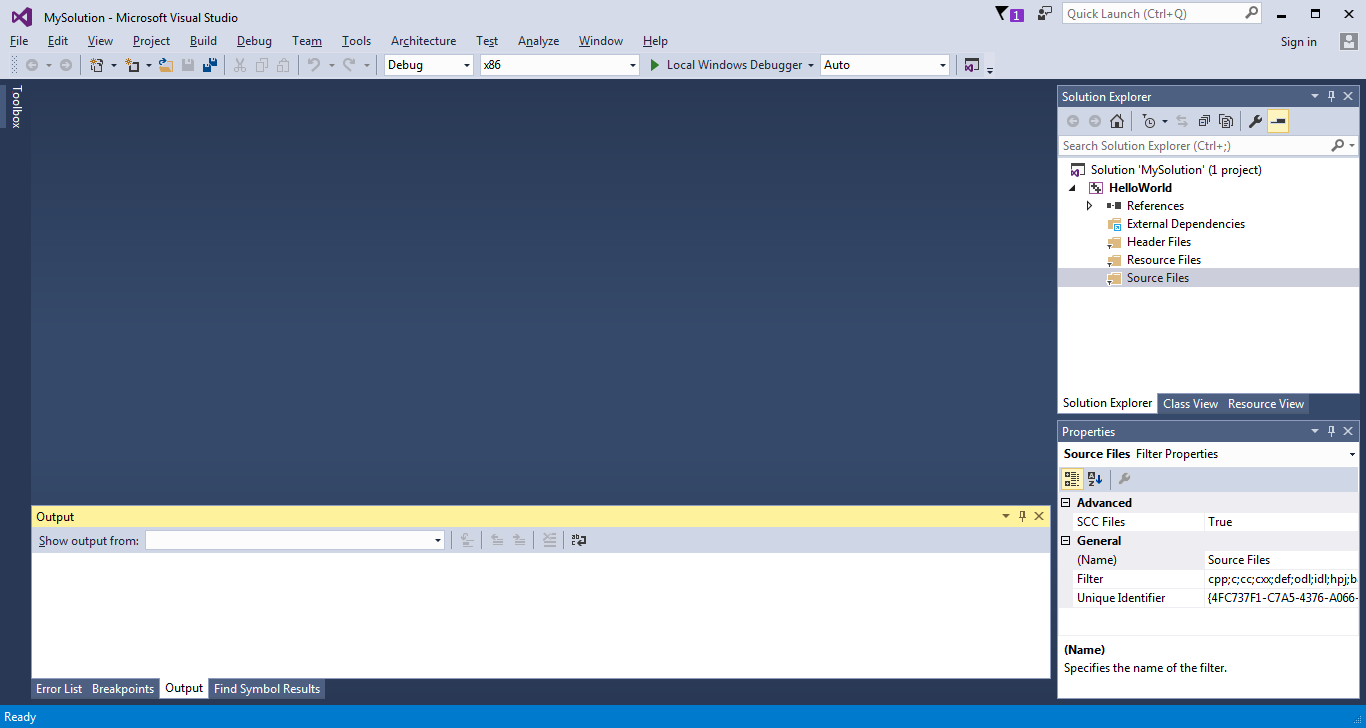 MySolution - Microsoft Visual Studio
1
Quick Launch (Ctrl+Q)
File Edit View Project Build Debug Team Tools Architecture Test Analyze Window Help
Sign in
Debug x86 Local Windows Debugger Auto
Toolbox
Solution Explorer
Search Solution Explorer (Ctrl+;)
Solution 'MySolution' (1 project)
HelloWorld
References
External Dependencies
Header Files
Resource Files
Source Files
Solution Explorer Class View Resource View
Properties
Source Files Filter Properties
Advanced
SCC Files True
General
(Name) Source Files
Filter cpp;c;cc;cxx;def;odl;idl;hpj;b
Unique Identifier {4FC737F1-C7A5-4376-A066-
(Name)
Specifies the name of the filter.
Output
Show output from:
Error List Breakpoints Output Find Symbol Results
Ready